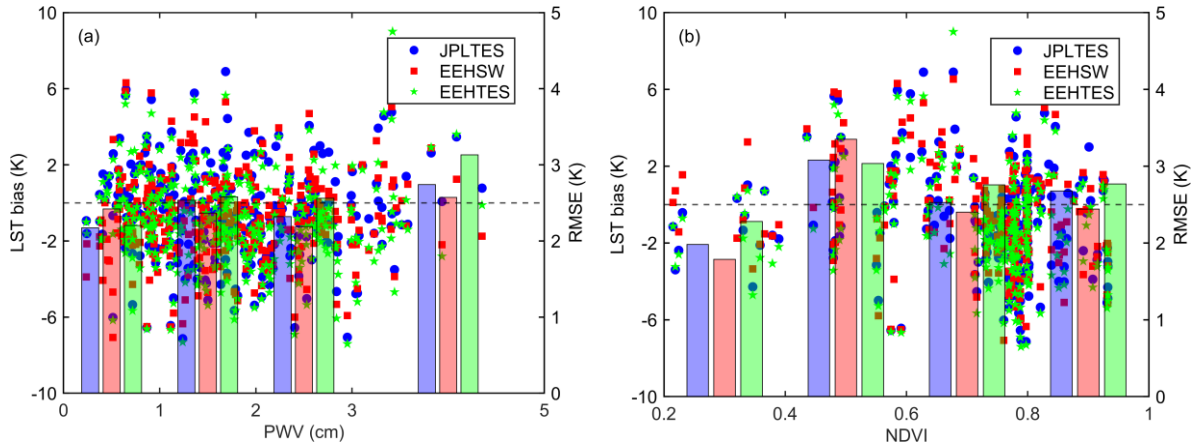 (a)
JPLTES
EEHSW
EEHTES
LST bias (K)
10
6
2
-2
-6
-10
5
4
3
2
1
0
RMSE (K)
0
1
2
3
5
PWV (cm)
(b)
JPLTES
EEHSW
EEHTES
LST bias (K)
10
6
2
-2
-6
-10
5
4
3
2
1
0
RMSE (K)
0.2
0.4
0.6
0.8
1
NDVI